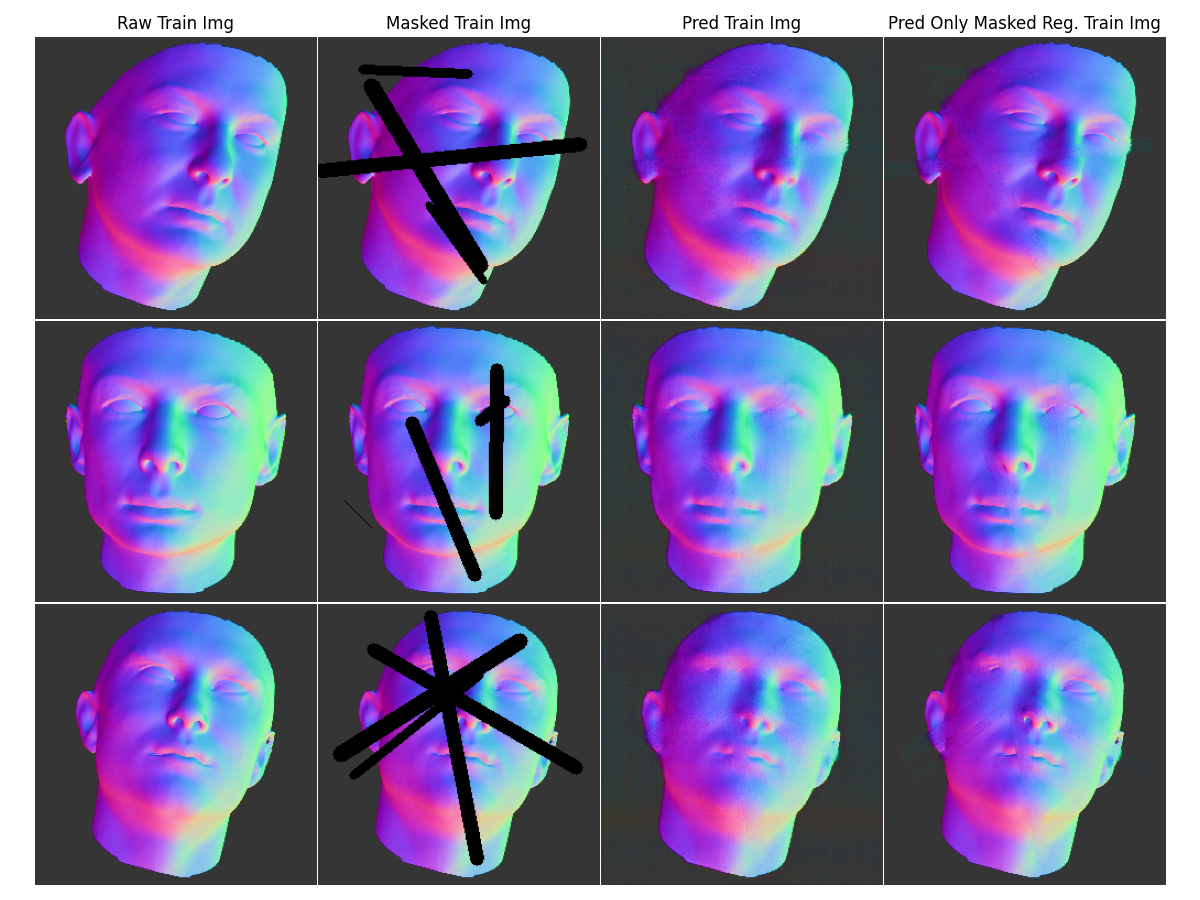 Raw Train Img
Masked Train Img
Pred Train Img
Pred Only Masked Reg. Train Img